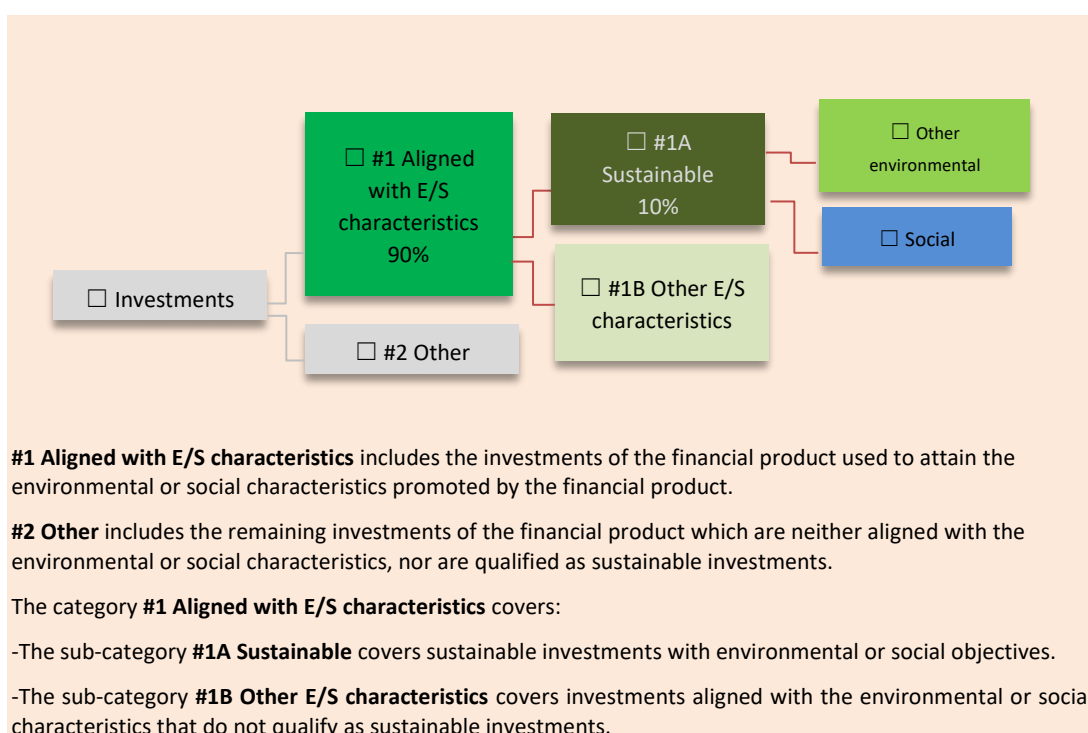 ☐ #1 Aligned
with E/S
characteristics
90%
☐ #1A
Sustainable
10%
☐ Other
environmental
☐ Social
☐ Investments
☐ #1B Other E/S
characteristics
☐ #2 Other
#1 Aligned with E/S characteristics includes the investments of the financial product used to attain the
environmental or social characteristics promoted by the financial product.
#2 Other includes the remaining investments of the financial product which are neither aligned with the
environmental or social characteristics, nor are qualified as sustainable investments.
The category #1 Aligned with E/S characteristics covers:
-The sub-category #1A Sustainable covers sustainable investments with environmental or social objectives.
-The sub-category #1B Other E/S characteristics covers investments aligned with the environmental or socia
characteristics that do not qualify as sustainable investments.